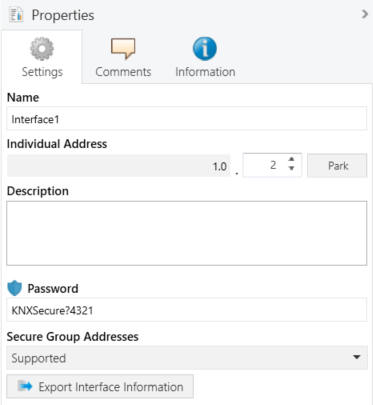 Properties
Settings
Comments
Information
Name
Interface1
Individual Address
1.0 . 2 Park
Description
Password
KNXSecure?4321
Secure Group Addresses
Supported
Export Interface Information